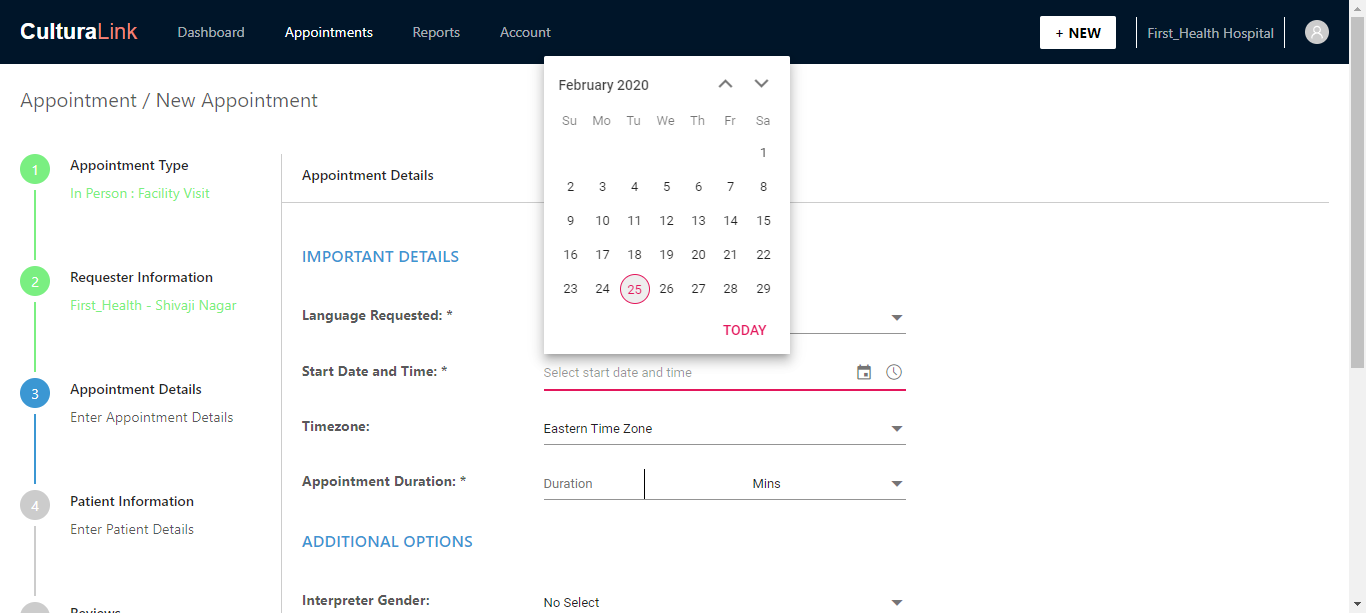 CulturaLink Dashboard Appointments Reports Account + NEW First_Health Hospital
Appointment / New Appointment
1 Appointment Type
In Person : Facility Visit
2 Requester Information
First_Health - Shivaji Nagar
3 Appointment Details
Enter Appointment Details
4 Patient Information
Enter Patient Details
Reviews
Appointment Details
IMPORTANT DETAILS
Language Requested: *
February 2020
Su Mo Tu We Th Fr Sa
1
2 3 4 5 6 7 8
9 10 11 12 13 14 15
16 17 18 19 20 21 22
23 24 25 26 27 28 29
TODAY
Start Date and Time: * Select start date and time
Timezone: Eastern Time Zone
Appointment Duration: * Duration Mins
ADDITIONAL OPTIONS
Interpreter Gender: No Select